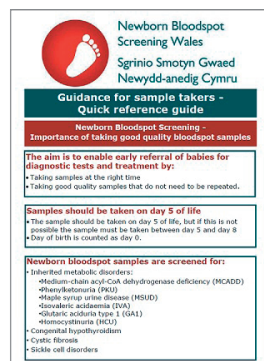 Newborn Bloodspot
Screening Wales
Sgrinio Smotyn Gwaed
Newydd-anedig Cymru
Guidance for sample takers -
Quick reference guide
Newborn Bloodspot Screening -
Importance of taking good quality bloodspot samples
The aim is to enable early referral of babies for
diagnostic tests and treatment by:
• Taking samples at the right time
• Taking good quality samples that do not need to be repeated.
Samples should be taken on day 5 of life
• The sample should be taken on day 5 of life, but if this is not
possible the sample must be taken between day 5 and day 8
• Day of birth is counted as day 0.
Newborn bloodspot samples are screened for:
• Inherited metabolic disorders:
•Medium-chain acyl-CoA dehydrogenase deficiency (MCADD)
•Phenylketonuria (PKU)
•Maple syrup urine disease (MSUD)
•Isovaleric acidaemia (IVA)
•Glutaric aciduria type 1 (GA1)
•Homocystinuria (HCU)
• Congenital hypothyroidism
• Cystic fibrosis
• Sickle cell disorders